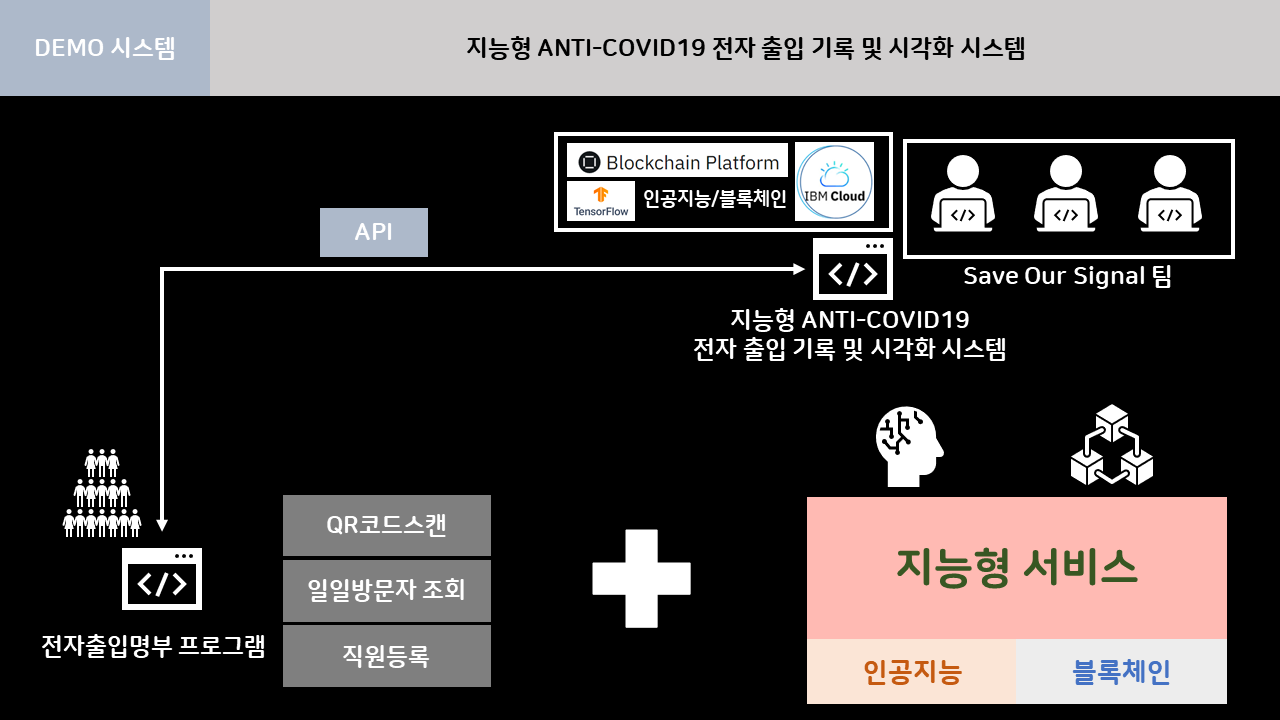 DEMO 시스템
지능형 ANTI-COVID19 전자 출입 기록 및 시각화 시스템
Blockchain Platform
TensorFlow
인공지능/블록체인
IBM Cloud
API
Save Our Signal 팀
지능형 ANTI-COVID19
전자 출입 기록 및 시각화 시스템
QR코드스캔
일일방문자 조회
직원등록
전자출입명부 프로그램
지능형 서비스
인공지능
블록체인